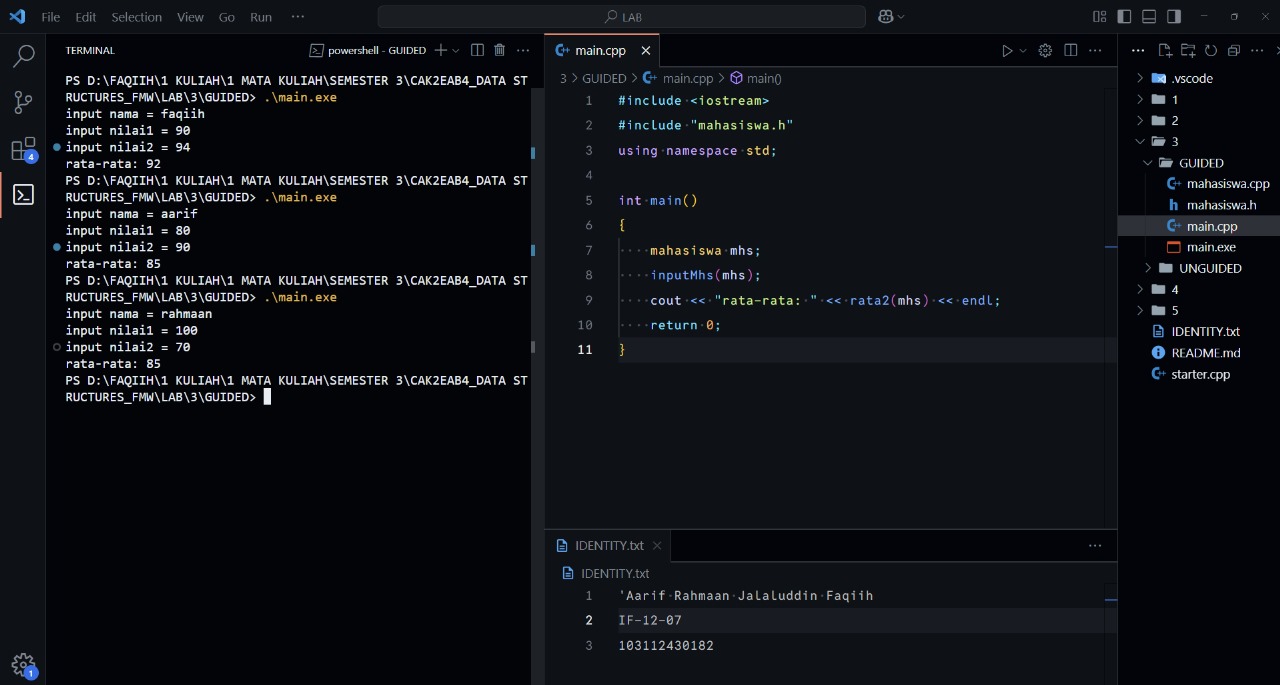 File Edit Selection View Go Run ··· LAB
TERMINAL
powershell - GUIDED
PS D:\FAQIIH\1 KULIAH\1 MATA KULIAH\SEMESTER 3\CAK2EAB4_DATA ST
RUCTURES_FMW\LAB\3\GUIDED> .\main.exe
input nama = faqiih
input nilai1 = 90
input nilai2 = 94
rata-rata: 92
PS D:\FAQIIH\1 KULIAH\1 MATA KULIAH\SEMESTER 3\CAK2EAB4_DATA ST
RUCTURES_FMW\LAB\3\GUIDED> .\main.exe
input nama = aarif
input nilai1 = 80
input nilai2 = 90
rata-rata: 85
PS D:\FAQIIH\1 KULIAH\1 MATA KULIAH\SEMESTER 3\CAK2EAB4_DATA ST
RUCTURES_FMW\LAB\3\GUIDED> .\main.exe
input nama = rahmaan
input nilai1 = 100
input nilai2 = 70
rata-rata: 85
PS D:\FAQIIH\1 KULIAH\1 MATA KULIAH\SEMESTER 3\CAK2EAB4_DATA ST
RUCTURES_FMW\LAB\3\GUIDED>
4
1
main.cpp
3 > GUIDED > main.cpp > main()
1 #include <iostream>
2 #include "mahasiswa.h"
3 using namespace std;
4
5 int main()
6 {
7     mahasiswa mhs;
8     inputMhs(mhs);
9     cout << "rata-rata: " << rata2(mhs) << endl;
10     return 0;
11 }
IDENTITY.txt
IDENTITY.txt
1 'Aarif Rahmaan Jalaluddin Faqiih
2 IF-12-07
3 103112430182
.vscode
1
2
3
GUIDED
mahasiswa.cpp
h mahasiswa.h
main.cpp
main.exe
UNGUIDED
4
5
IDENTITY.txt
README.md
starter.cpp